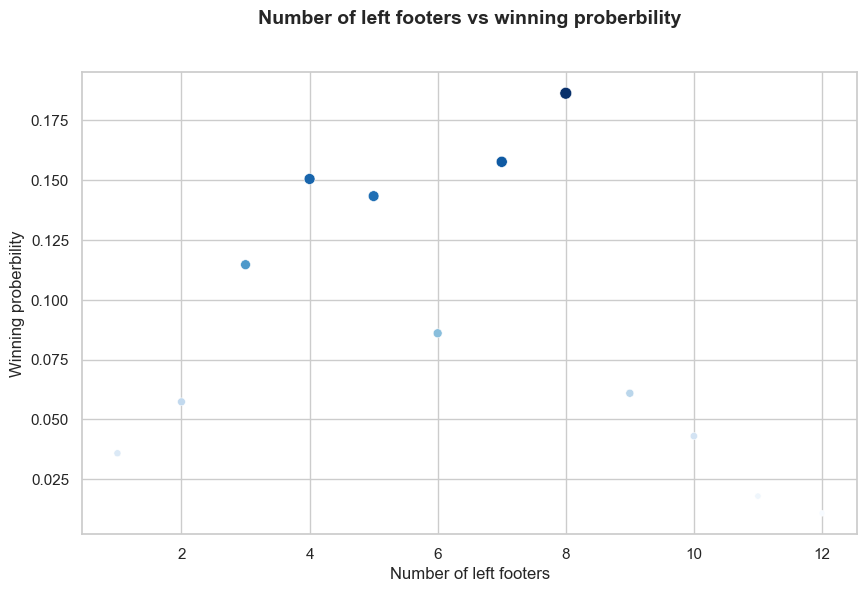 Number of left footers vs winning proberbility
0.175
0.150
0.125
0.100
0.075
0.050
0.025
Winning proberbility
2 4 6 8 10 12
Number of left footers